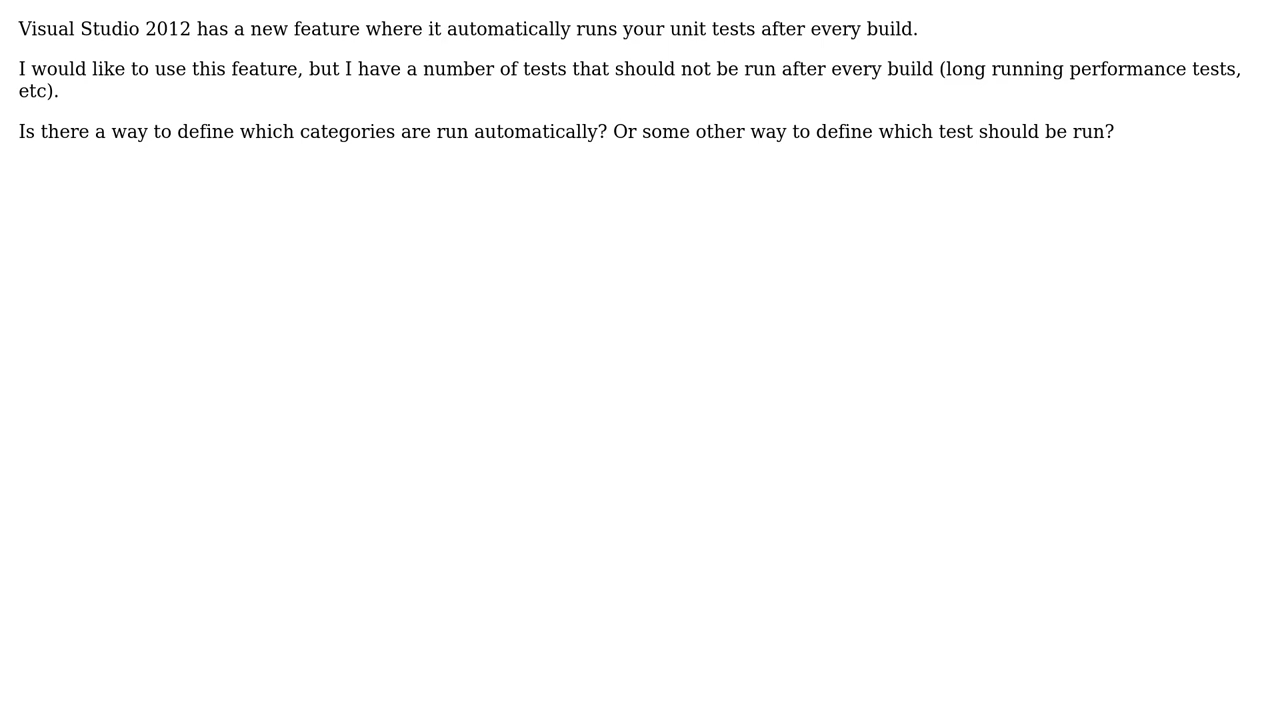 Visual Studio 2012 has a new feature where it automatically runs your unit tests after every build.
I would like to use this feature, but I have a number of tests that should not be run after every build (long running performance tests,
etc).
Is there a way to define which categories are run automatically? Or some other way to define which test should be run?